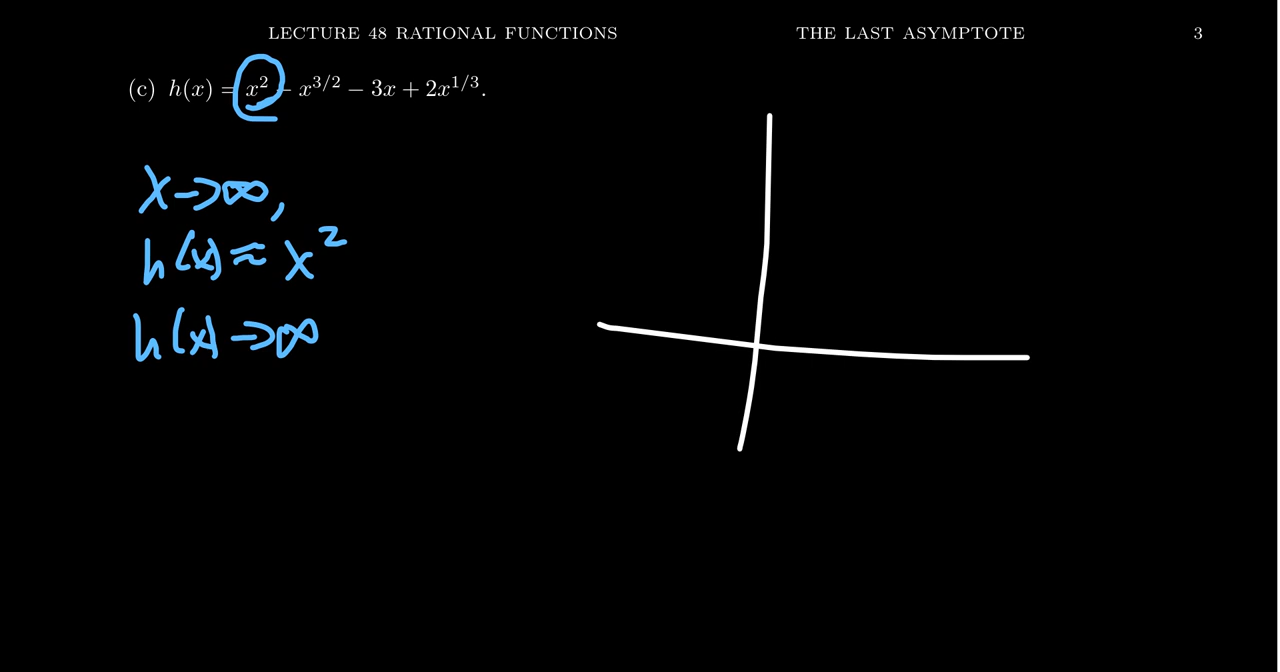 LECTURE 48 RATIONAL FUNCTIONS THE LAST ASYMPTOTE 3
(c) h(x) = x² − x^{3/2} − 3x + 2x^{1/3}.
x→∞,
h(x) ≈ x²
h(x) →∞